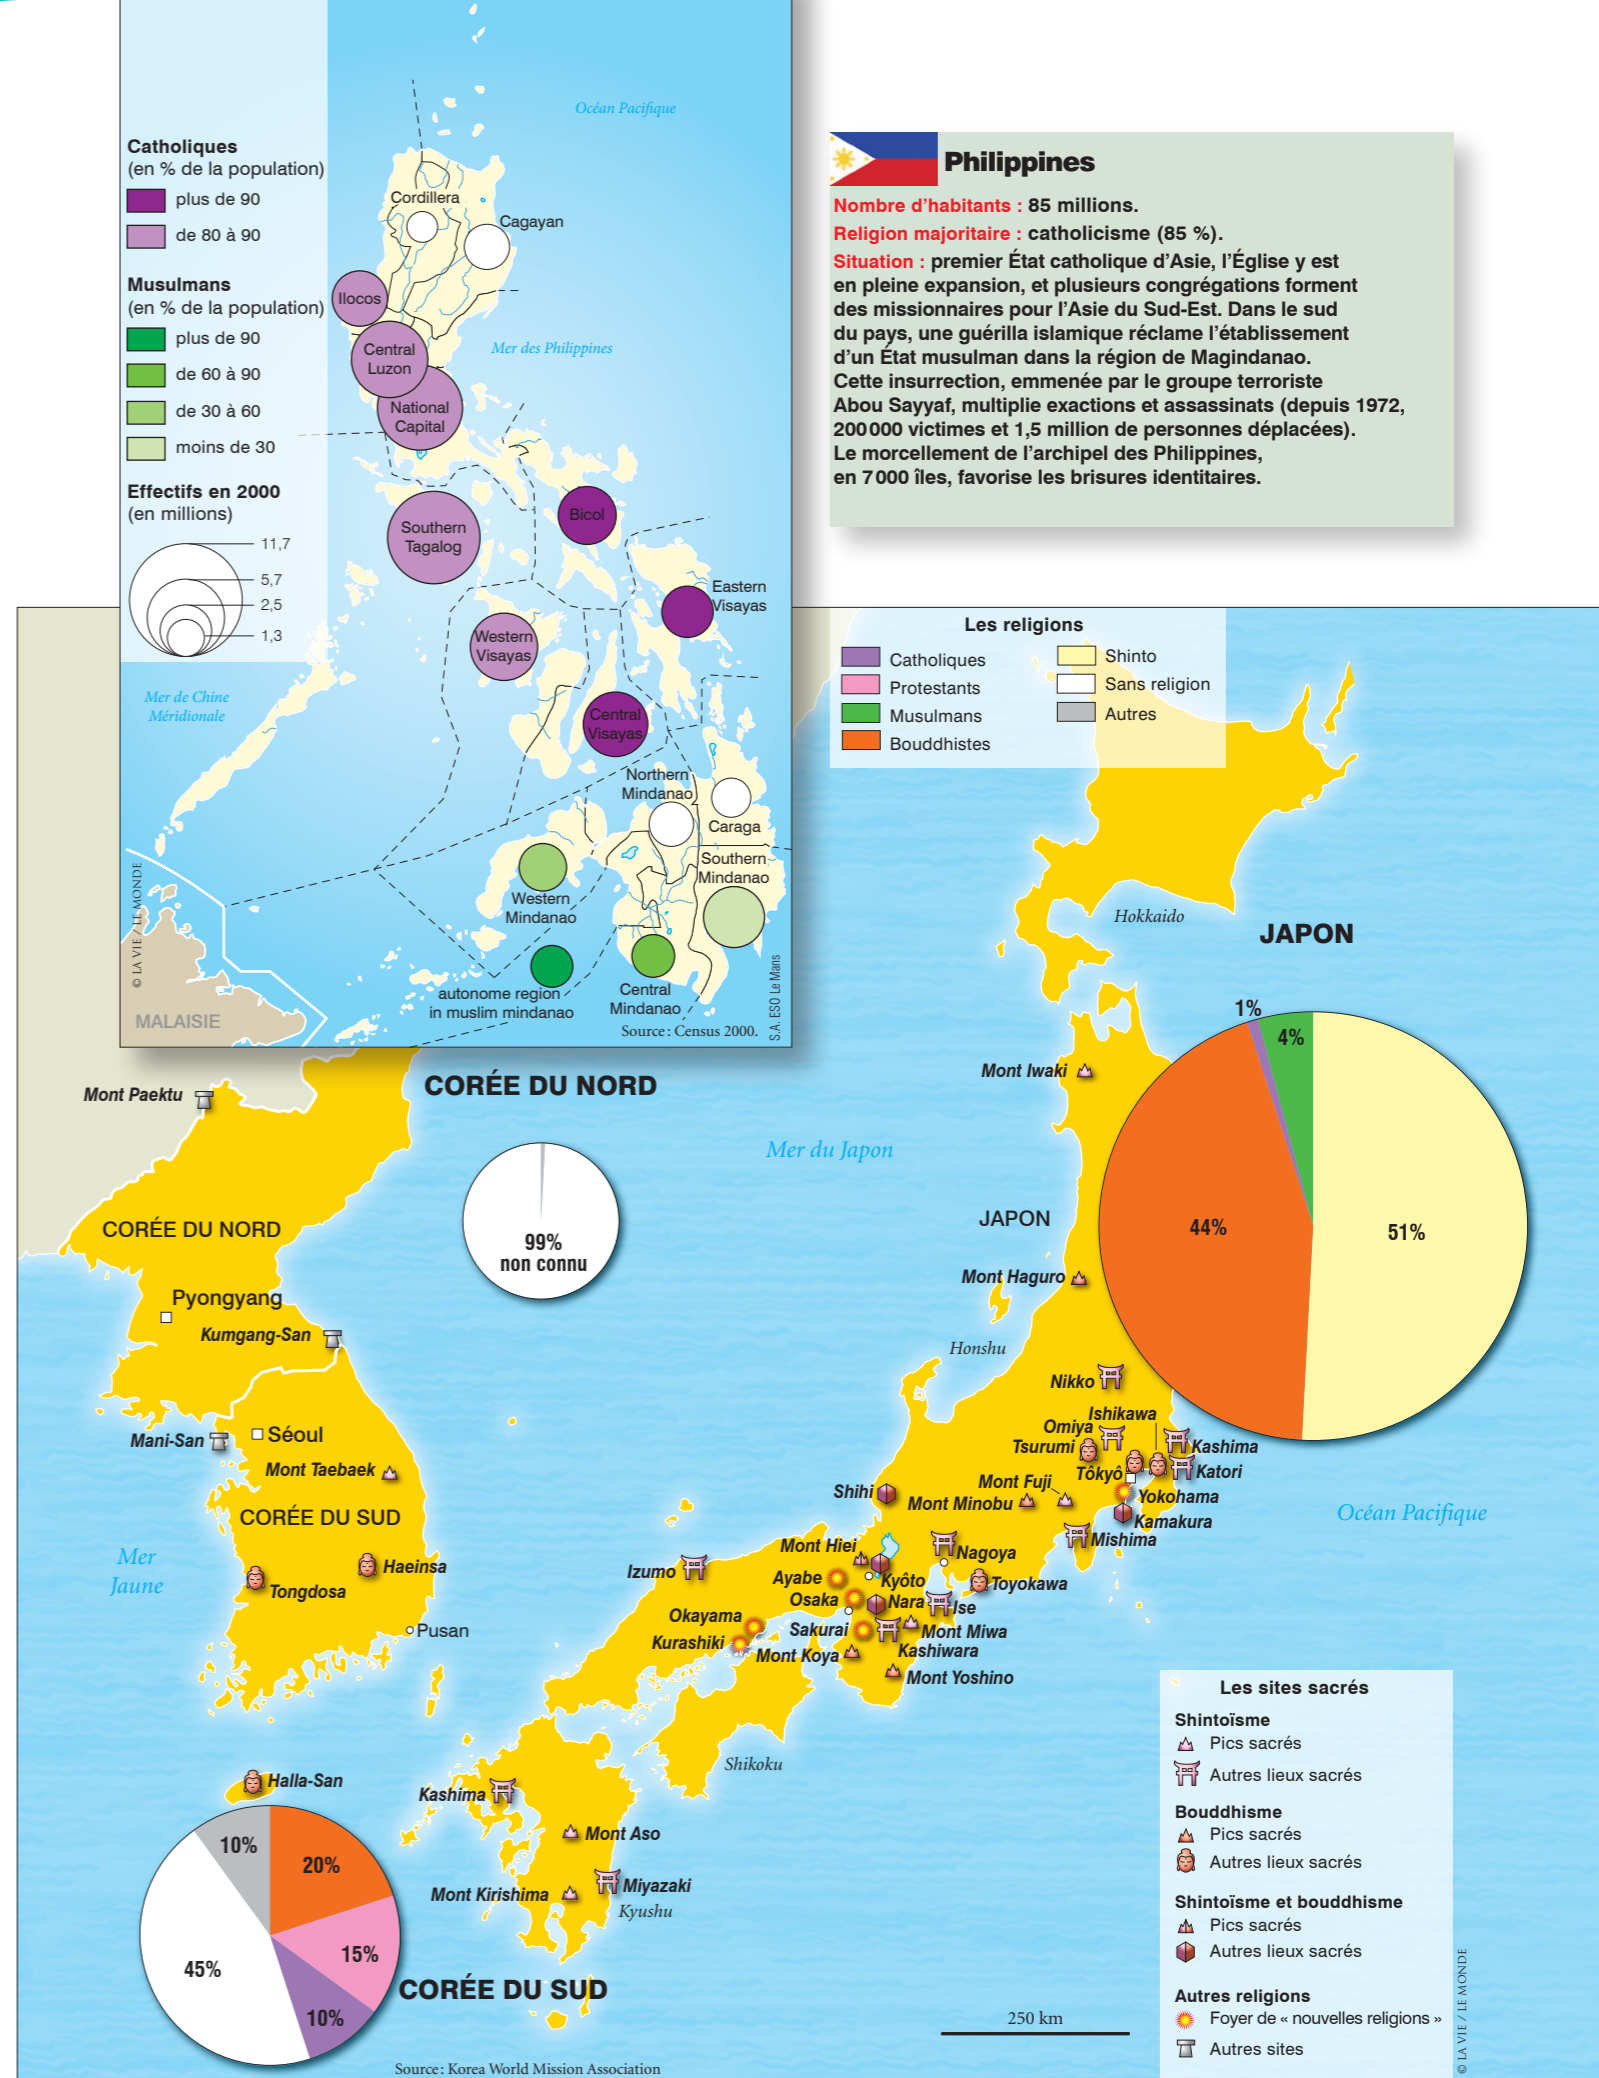 Océan Pacifique
Catholiques
(en % de la population)
plus de 90
de 80 à 90
Musulmans
(en % de la population)
plus de 90
de 60 à 90
de 30 à 60
moins de 30
Effectifs en 2000
(en millions)
11,7
5,7
2,5
1,3
Cordillera
Cagayan
Ilocos
Central
Luzon
National
Capital
Mer des Philippines
Southern
Tagalog
Bicol
Eastern
Visayas
Western
Visayas
Central
Visayas
Mer de Chine
Méridionale
Northern
Mindanao
Caraga
Southern
Mindanao
Western
Mindanao
autonome region
in muslim mindanao
Central
Mindanao
MALAISIE
© LA VIE / LE MONDE
Source : Census 2000.
S.A. ESO Le Mans
Philippines
Nombre d’habitants : 85 millions.
Religion majoritaire : catholicisme (85 %).
Situation : premier État catholique d’Asie, l’Église y est
en pleine expansion, et plusieurs congrégations forment
des missionnaires pour l’Asie du Sud-Est. Dans le sud
du pays, une guérilla islamique réclame l’établissement
d’un État musulman dans la région de Magindanao.
Cette insurrection, emmenée par le groupe terroriste
Abou Sayyaf, multiplie exactions et assassinats (depuis 1972,
200 000 victimes et 1,5 million de personnes déplacées).
Le morcellement de l’archipel des Philippines,
en 7 000 îles, favorise les brisures identitaires.
Les religions
Catholiques
Protestants
Musulmans
Bouddhistes
Shinto
Sans religion
Autres
Hokkaido
JAPON
1%
4%
44%
51%
Mont Iwaki
CORÉE DU NORD
Mont Paektu
Mer du Japon
99%
non connu
CORÉE DU NORD
JAPON
Mont Haguro
Pyongyang
Kumgang-San
Honshu
Nikko
Ishikawa
Omiya
Tsurumi
Kashima
Katori
Tôkyô
Mont Fuji
Yokohama
Mont Minobu
Kamakura
Mishima
Shihi
Océan Pacifique
Mani-San
Séoul
Mont Taebaek
CORÉE DU SUD
Mer
Jaune
Haeinsa
Tongdosa
Pusan
Mont Hiei
Nagoya
Izumo
Ayabe
Kyôto
Toyokawa
Osaka
Nara
Ise
Okayama
Sakurai
Mont Miwa
Kurashiki
Mont Koya
Kashiwara
Mont Yoshino
Shikoku
Halla-San
Kashima
Mont Aso
Miyazaki
Mont Kirishima
Kyushu
10%
20%
15%
45%
10%
CORÉE DU SUD
Source : Korea World Mission Association
250 km
Les sites sacrés
Shintoïsme
Pics sacrés
Autres lieux sacrés
Bouddhisme
Pics sacrés
Autres lieux sacrés
Shintoïsme et bouddhisme
Pics sacrés
Autres lieux sacrés
Autres religions
Foyer de « nouvelles religions »
Autres sites
© LA VIE / LE MONDE